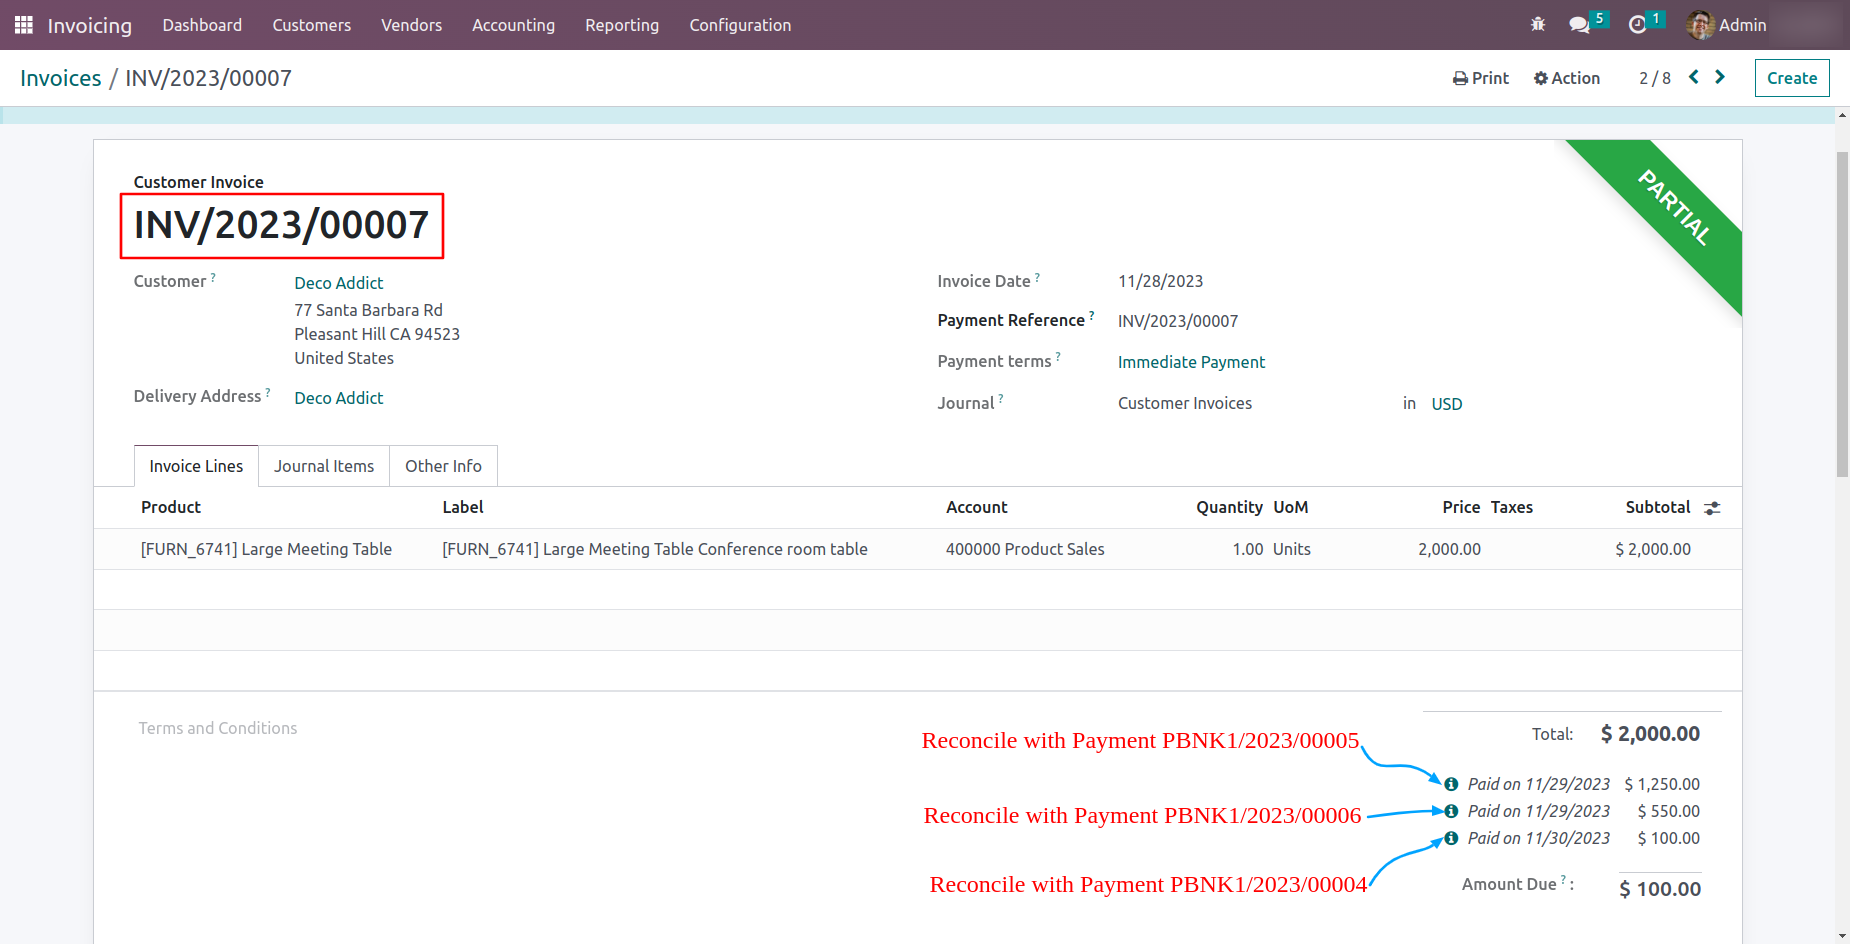 Invoicing Dashboard Customers Vendors Accounting Reporting Configuration 5 1 Admin
Invoices / INV/2023/00007 Print Action 2 / 8 Create
PARTIAL
Customer Invoice
INV/2023/00007
Customer ? Deco Addict
77 Santa Barbara Rd
Pleasant Hill CA 94523
United States
Delivery Address ? Deco Addict
Invoice Date ? 11/28/2023
Payment Reference ? INV/2023/00007
Payment terms ? Immediate Payment
Journal ? Customer Invoices in USD
Invoice Lines Journal Items Other Info
Product Label Account Quantity UoM Price Taxes Subtotal
[FURN_6741] Large Meeting Table [FURN_6741] Large Meeting Table Conference room table 400000 Product Sales 1.00 Units 2,000.00 $ 2,000.00
Terms and Conditions
Total: $ 2,000.00
Reconcile with Payment PBNK1/2023/00005
Paid on 11/29/2023 $ 1,250.00
Reconcile with Payment PBNK1/2023/00006
Paid on 11/29/2023 $ 550.00
Paid on 11/30/2023 $ 100.00
Reconcile with Payment PBNK1/2023/00004
Amount Due ? : $ 100.00